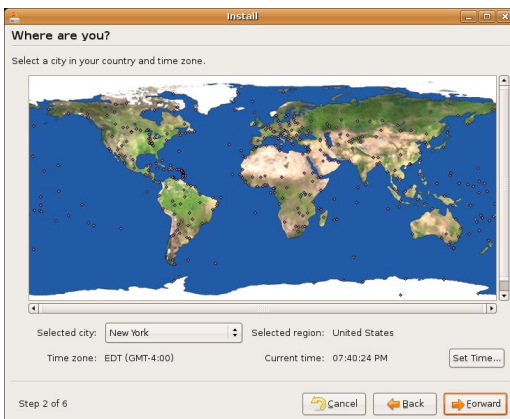 Install
Where are you?
Select a city in your country and time zone.
Selected city: New York Selected region: United States
Time zone: EDT (GMT-4:00) Current time: 07:40:24 PM Set Time...
Step 2 of 6 Cancel Back Forward